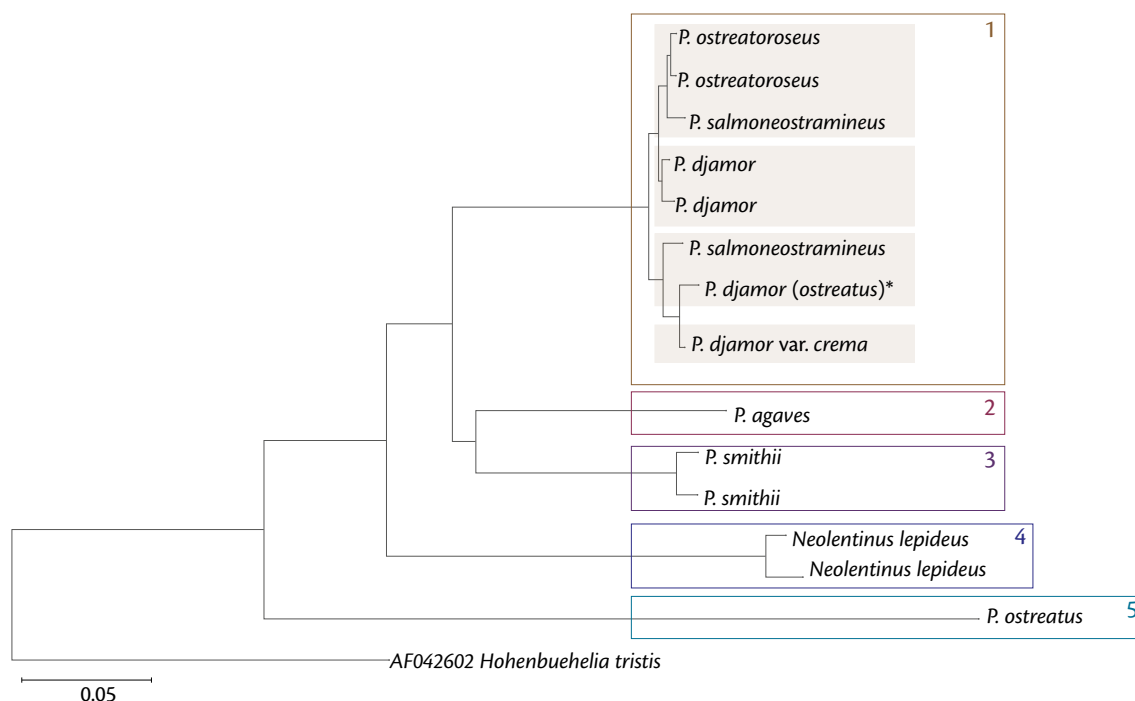 1
P. ostreatoroseus
P. ostreatoroseus
P. salmoneostramineus
P. djamor
P. djamor
P. salmoneostramineus
P. djamor (ostreatus)*
P. djamor var. crema
2
P. agaves
3
P. smithii
P. smithii
4
Neolentinus lepideus
Neolentinus lepideus
5
P. ostreatus
AF042602 Hohenbuehelia tristis
0.05